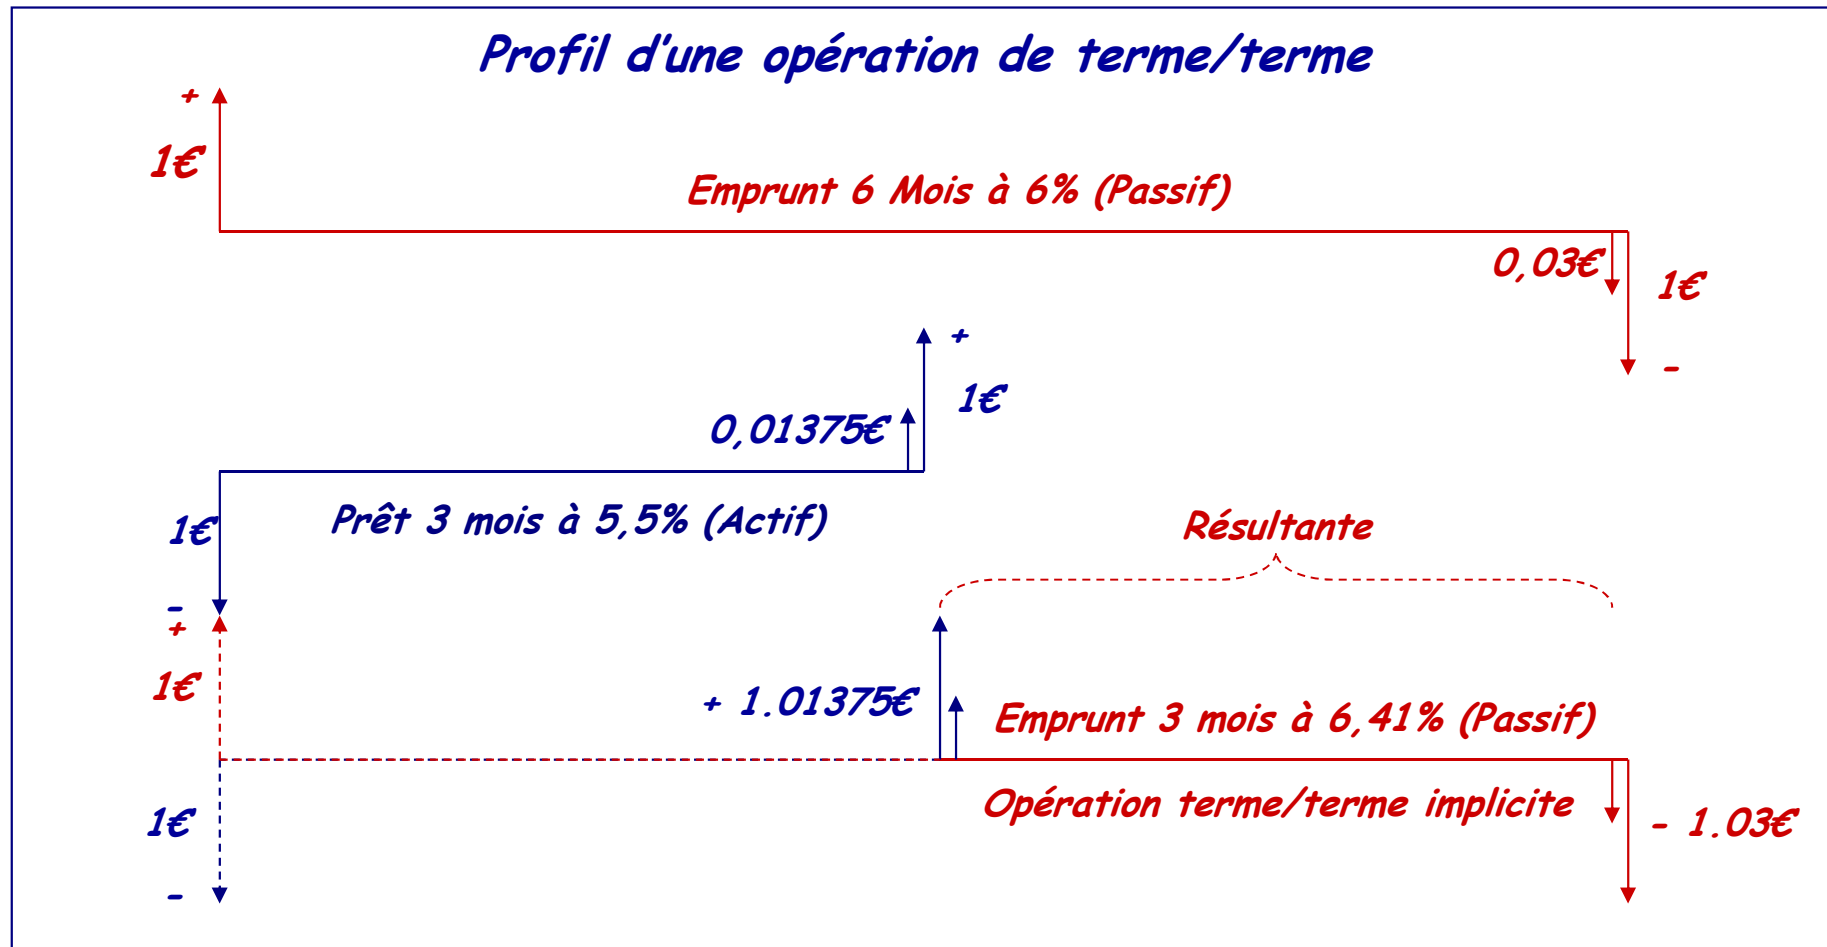 Profil d'une opération de terme/terme
+
1€
Emprunt 6 Mois à 6% (Passif)
0,03€
1€
-
+
1€
0,01375€
Prêt 3 mois à 5,5% (Actif)
1€
-
Résultante
+
1€
+ 1.01375€
Emprunt 3 mois à 6,41% (Passif)
Opération terme/terme implicite
1€
- 1.03€
-